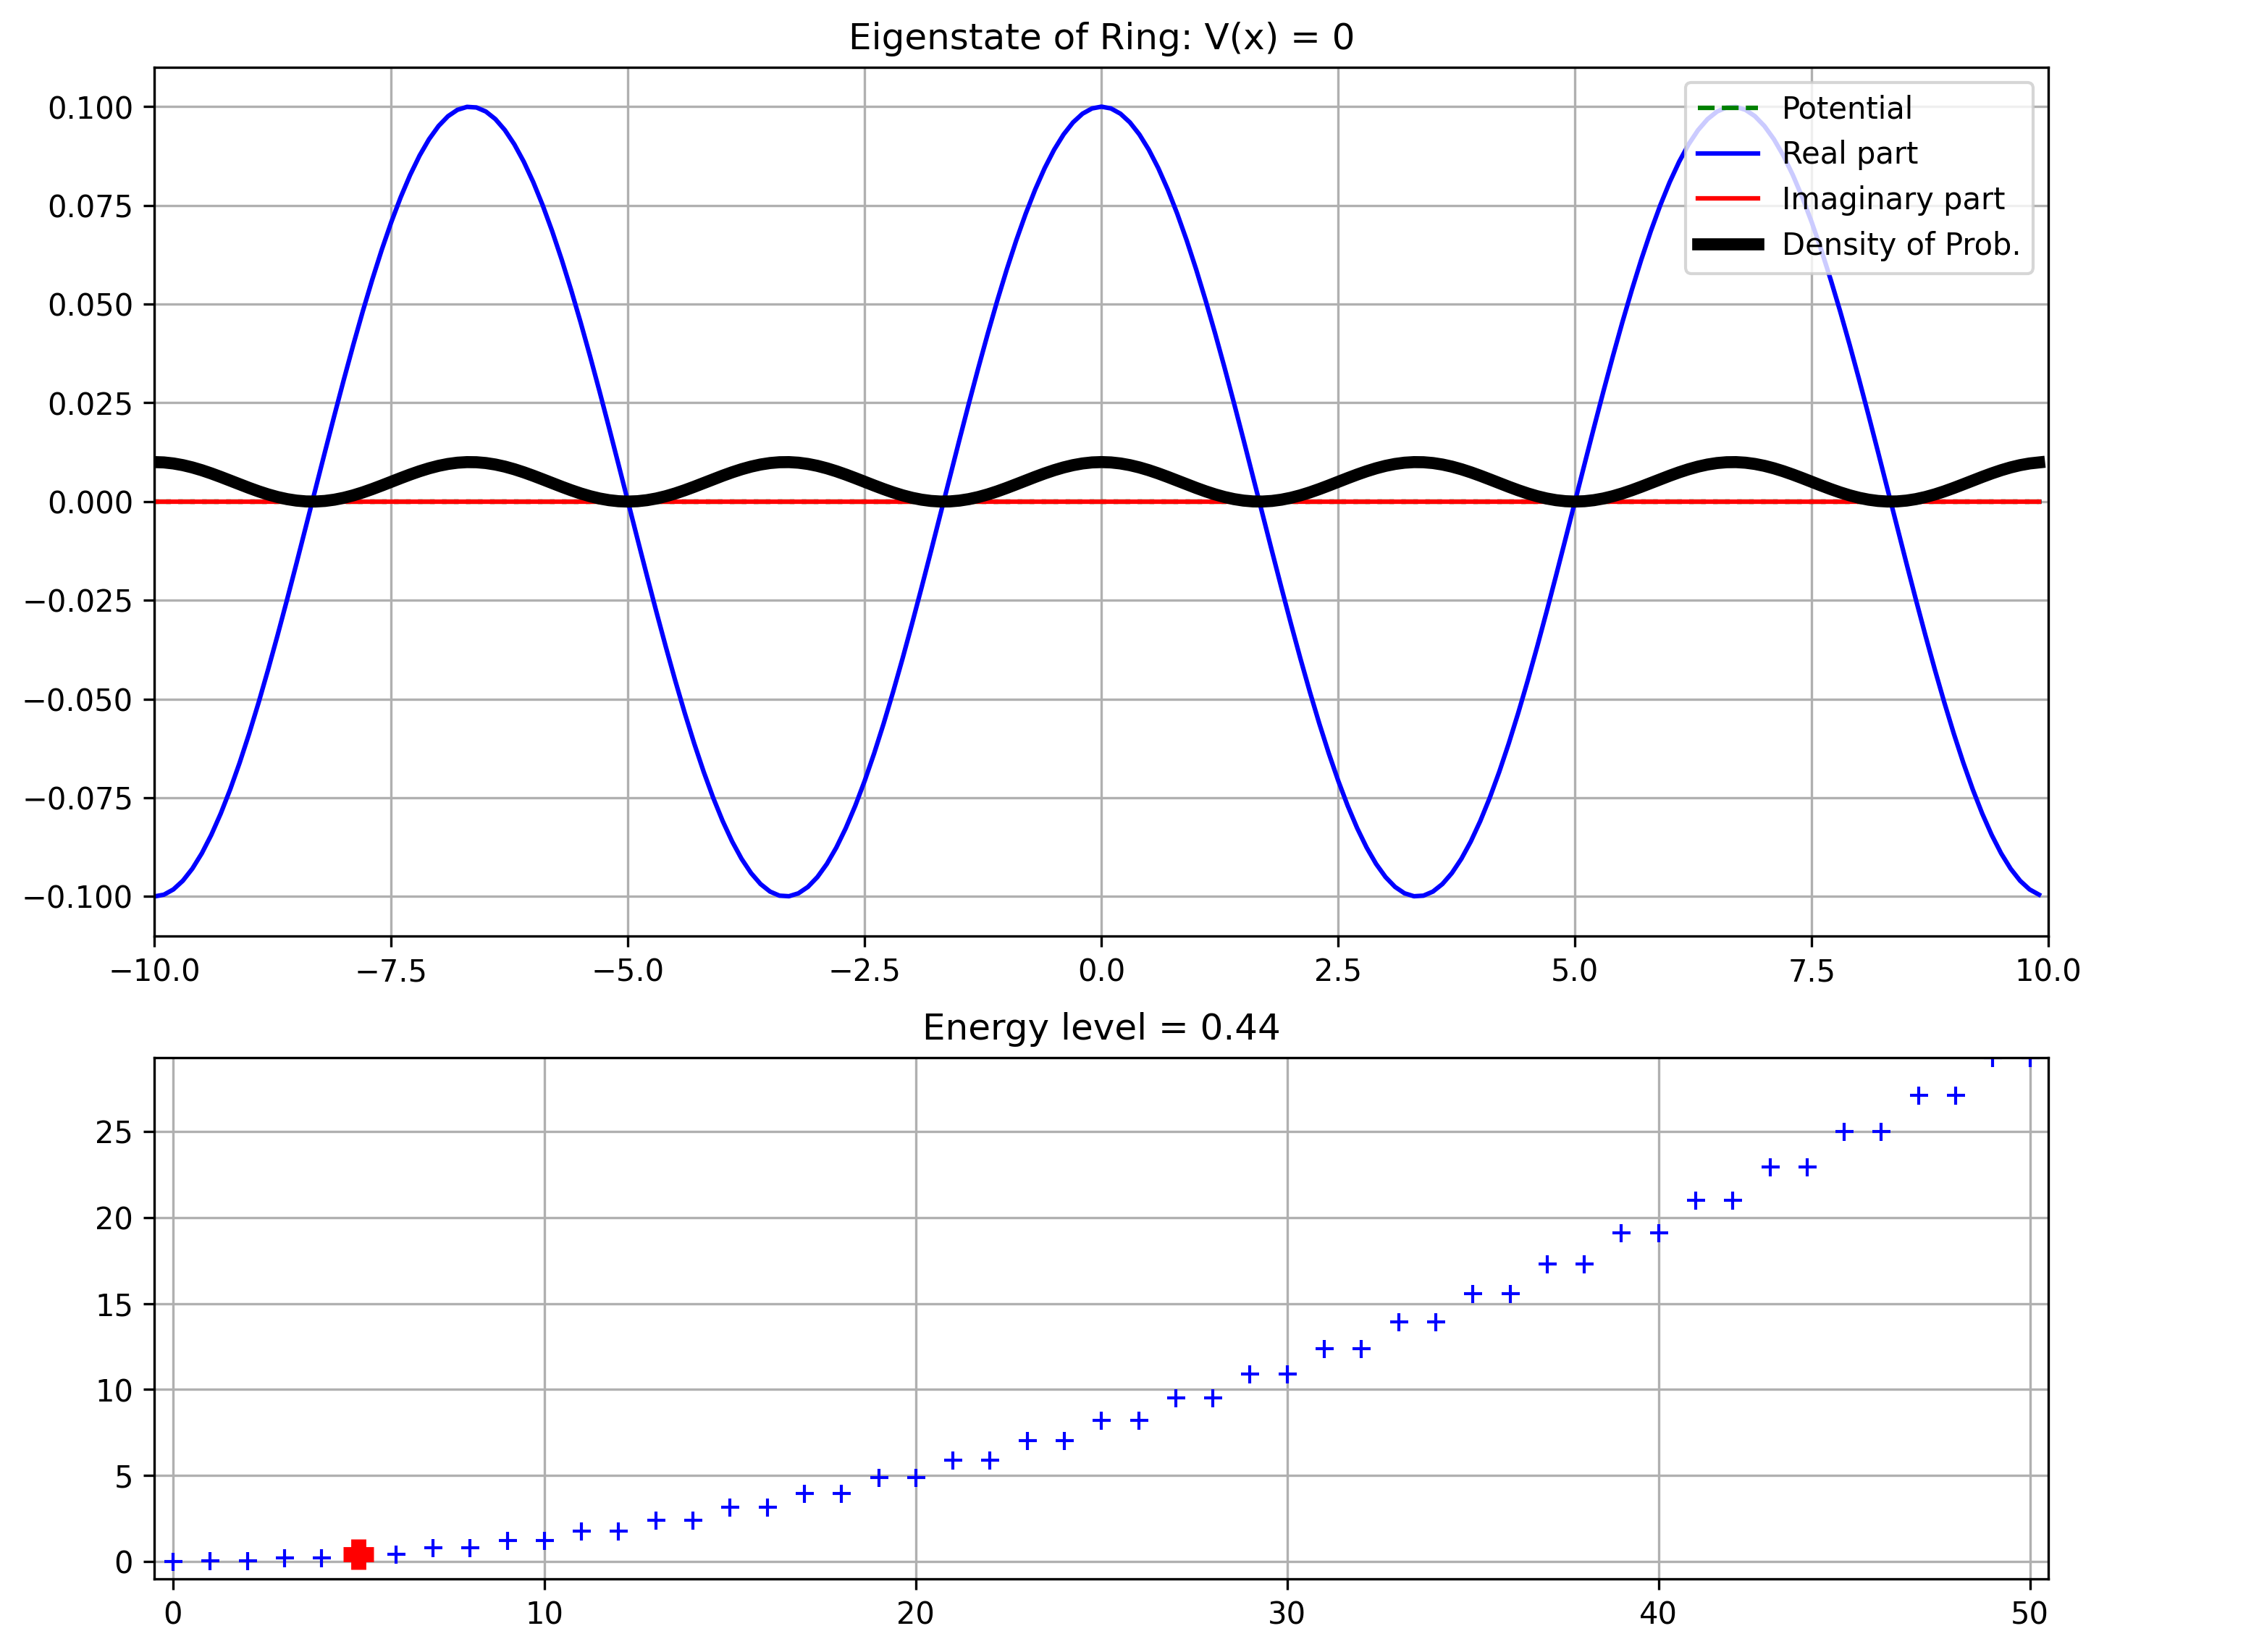 Eigenstate of Ring: V(x) = 0
0.100
0.075
0.050
0.025
0.000
−0.025
−0.050
−0.075
−0.100
Potential
Real part
Imaginary part
Density of Prob.
−10.0 −7.5 −5.0 −2.5 0.0 2.5 5.0 7.5 10.0
Energy level = 0.44
25
20
15
10
5
0
0 10 20 30 40 50